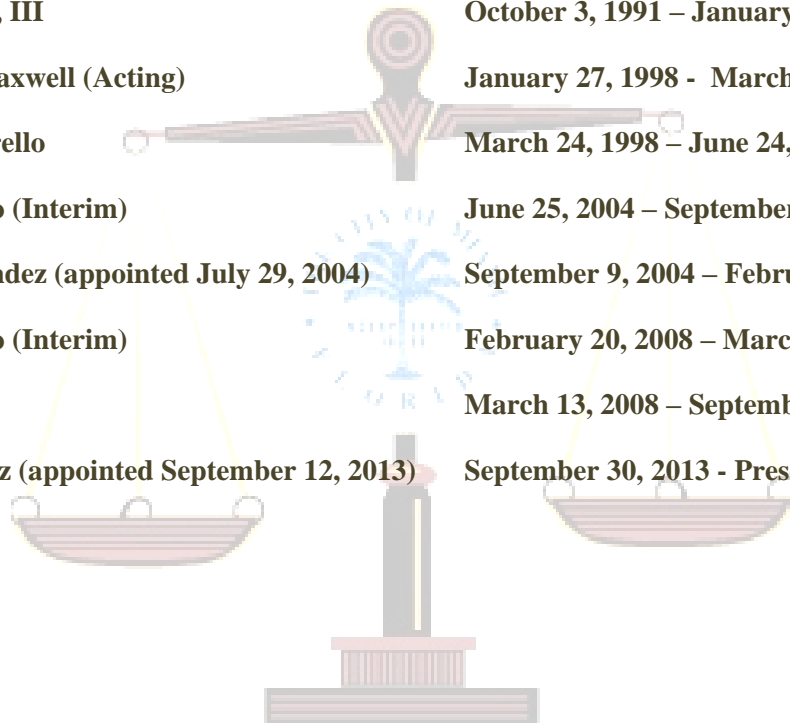 , III October 3, 1991 – January
axwell (Acting) January 27, 1998 - March
ello March 24, 1998 – June 24,
o (Interim) June 25, 2004 – September
ndez (appointed July 29, 2004) September 9, 2004 – Febru
o (Interim) February 20, 2008 – Marc
March 13, 2008 – Septemb
z (appointed September 12, 2013) September 30, 2013 - Pres